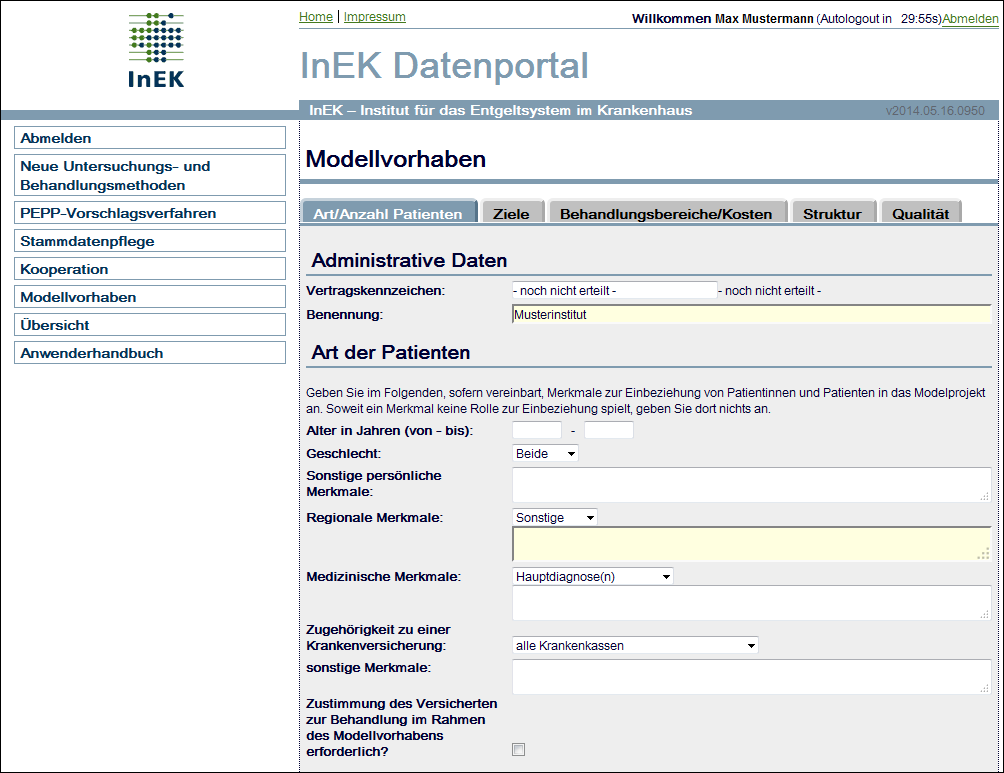 Home | Impressum
Willkommen Max Mustermann (Autologout in 29:55s)Abmelden
InEK
InEK Datenportal
InEK – Institut für das Entgeltsystem im Krankenhaus
v2014.05.16.0950
Abmelden
Neue Untersuchungs- und
Behandlungsmethoden
PEPP-Vorschlagsverfahren
Stammdatenpflege
Kooperation
Modellvorhaben
Übersicht
Anwenderhandbuch
Modellvorhaben
Art/Anzahl Patienten
Ziele
Behandlungsbereiche/Kosten
Struktur
Qualität
Administrative Daten
Vertragskennzeichen: - noch nicht erteilt - - noch nicht erteilt -
Benennung: Musterinstitut
Art der Patienten
Geben Sie im Folgenden, sofern vereinbart, Merkmale zur Einbeziehung von Patientinnen und Patienten in das Modelprojekt
an. Soweit ein Merkmal keine Rolle zur Einbeziehung spielt, geben Sie dort nichts an.
Alter in Jahren (von - bis): -
Geschlecht: Beide
Sonstige persönliche
Merkmale:
Regionale Merkmale: Sonstige
Medizinische Merkmale: Hauptdiagnose(n)
Zugehörigkeit zu einer
Krankenversicherung: alle Krankenkassen
sonstige Merkmale:
Zustimmung des Versicherten
zur Behandlung im Rahmen
des Modellvorhabens
erforderlich?